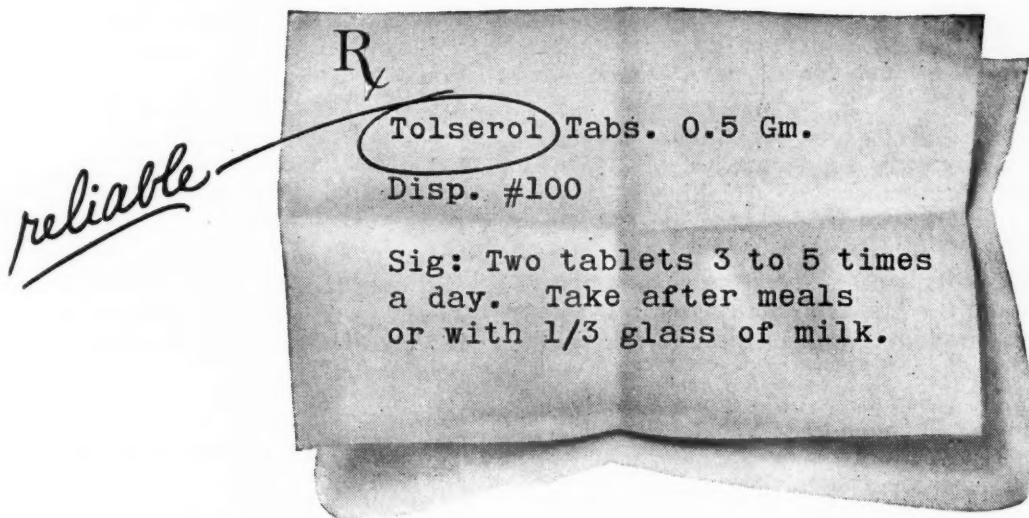 Rx
reliable
Tolserol Tabs. 0.5 Gm.
Disp. #100
Sig: Two tablets 3 to 5 times
a day. Take after meals
or with 1/3 glass of milk.